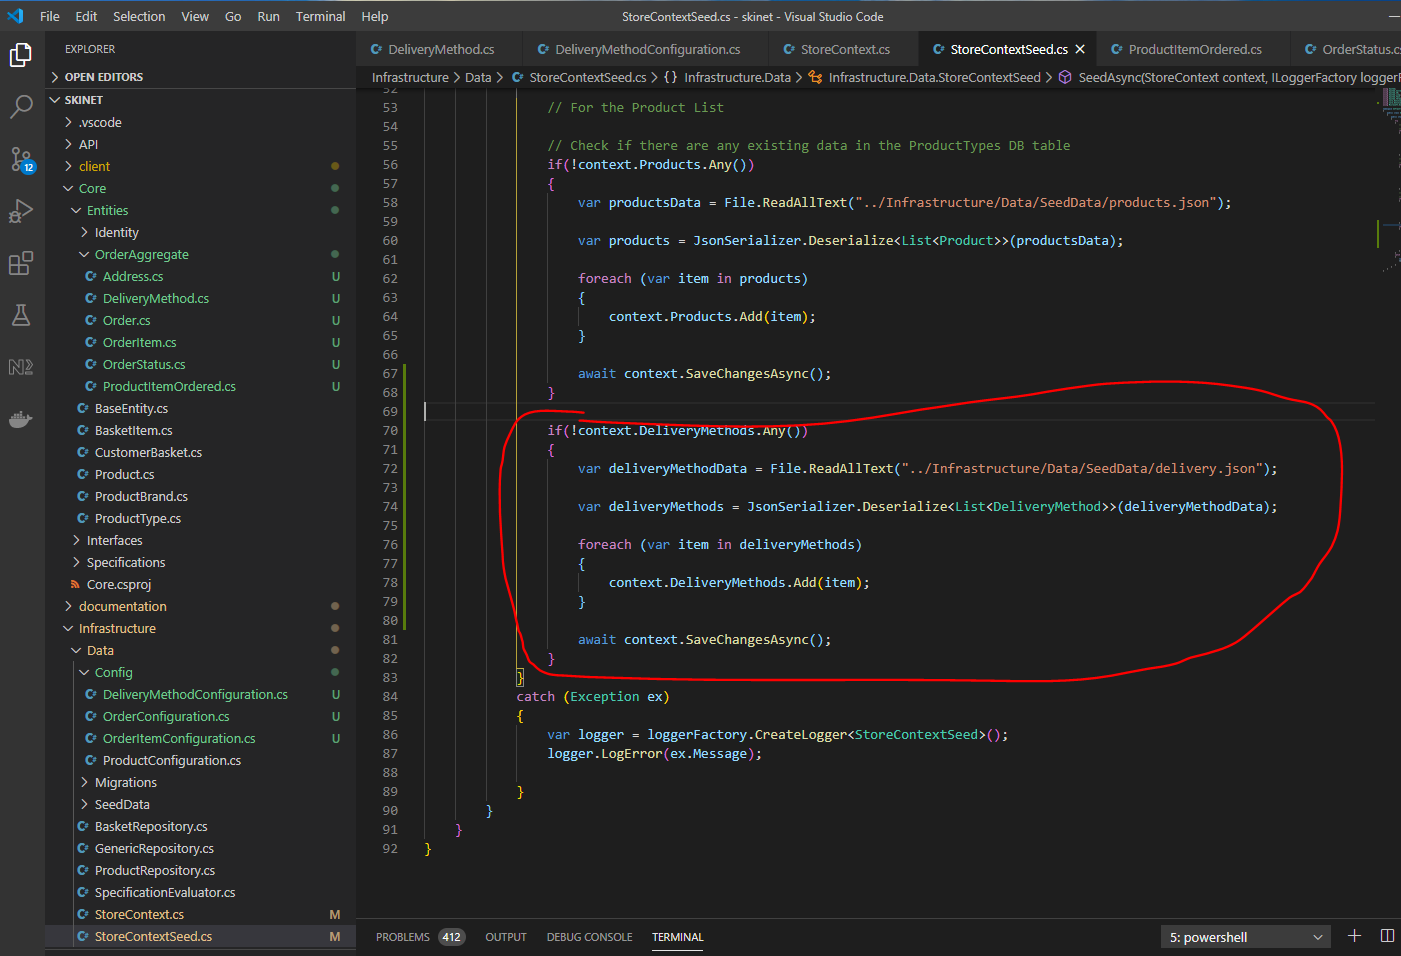 File Edit Selection View Go Run Terminal Help StoreContextSeed.cs - skinet - Visual Studio Code
EXPLORER
OPEN EDITORS
SKINET
.vscode
API
client
Core
Entities
Identity
OrderAggregate
Address.cs U
DeliveryMethod.cs U
Order.cs U
OrderItem.cs U
OrderStatus.cs U
ProductItemOrdered.cs U
BaseEntity.cs
BasketItem.cs
CustomerBasket.cs
Product.cs
ProductBrand.cs
ProductType.cs
Interfaces
Specifications
Core.csproj
documentation
Infrastructure
Data
Config
DeliveryMethodConfiguration.cs U
OrderConfiguration.cs U
OrderItemConfiguration.cs U
ProductConfiguration.cs
Migrations
SeedData
BasketRepository.cs
GenericRepository.cs
ProductRepository.cs
SpecificationEvaluator.cs
StoreContext.cs M
StoreContextSeed.cs M
12
DeliveryMethod.cs DeliveryMethodConfiguration.cs StoreContext.cs StoreContextSeed.cs ProductItemOrdered.cs OrderStatus.cs
Infrastructure > Data > StoreContextSeed.cs > {} Infrastructure.Data > Infrastructure.Data.StoreContextSeed > SeedAsync(StoreContext context, ILoggerFactory loggerF
52
53 // For the Product List
54
55 // Check if there are any existing data in the ProductTypes DB table
56 if(!context.Products.Any())
57 {
58 var productsData = File.ReadAllText("../Infrastructure/Data/SeedData/products.json");
59
60 var products = JsonSerializer.Deserialize<List<Product>>(productsData);
61
62 foreach (var item in products)
63 {
64 context.Products.Add(item);
65 }
66
67 await context.SaveChangesAsync();
68 }
69
70 if(!context.DeliveryMethods.Any())
71 {
72 var deliveryMethodData = File.ReadAllText("../Infrastructure/Data/SeedData/delivery.json");
73
74 var deliveryMethods = JsonSerializer.Deserialize<List<DeliveryMethod>>(deliveryMethodData);
75
76 foreach (var item in deliveryMethods)
77 {
78 context.DeliveryMethods.Add(item);
79 }
80
81 await context.SaveChangesAsync();
82 }
83 }
84 catch (Exception ex)
85 {
86 var logger = loggerFactory.CreateLogger<StoreContextSeed>();
87 logger.LogError(ex.Message);
88
89 }
90 }
91 }
92 }
PROBLEMS 412 OUTPUT DEBUG CONSOLE TERMINAL 5: powershell